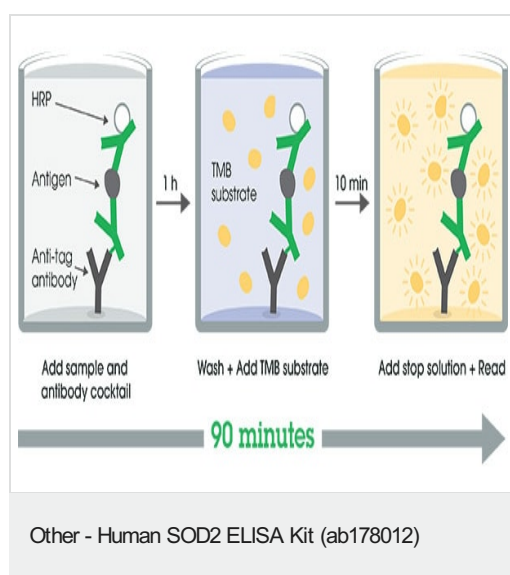 HRP
Antigen
Anti-tag
antibody
1 h
TMB
substrate
10 min
Add sample and
antibody cocktail
Wash + Add TMB substrate
Add stop solution + Read
90 minutes
Other - Human SOD2 ELISA Kit (ab178012)